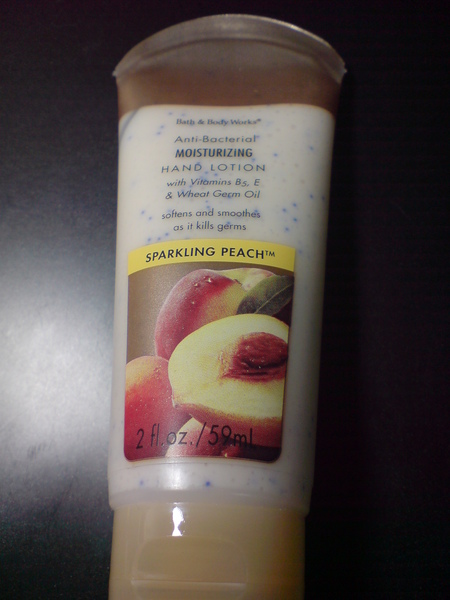 Bath & Body Works®
Anti-Bacterial
MOISTURIZING
HAND LOTION
with Vitamins B5, E
& Wheat Germ Oil
softens and smoothes
as it kills germs
SPARKLING PEACH™
2 fl.oz./59mL